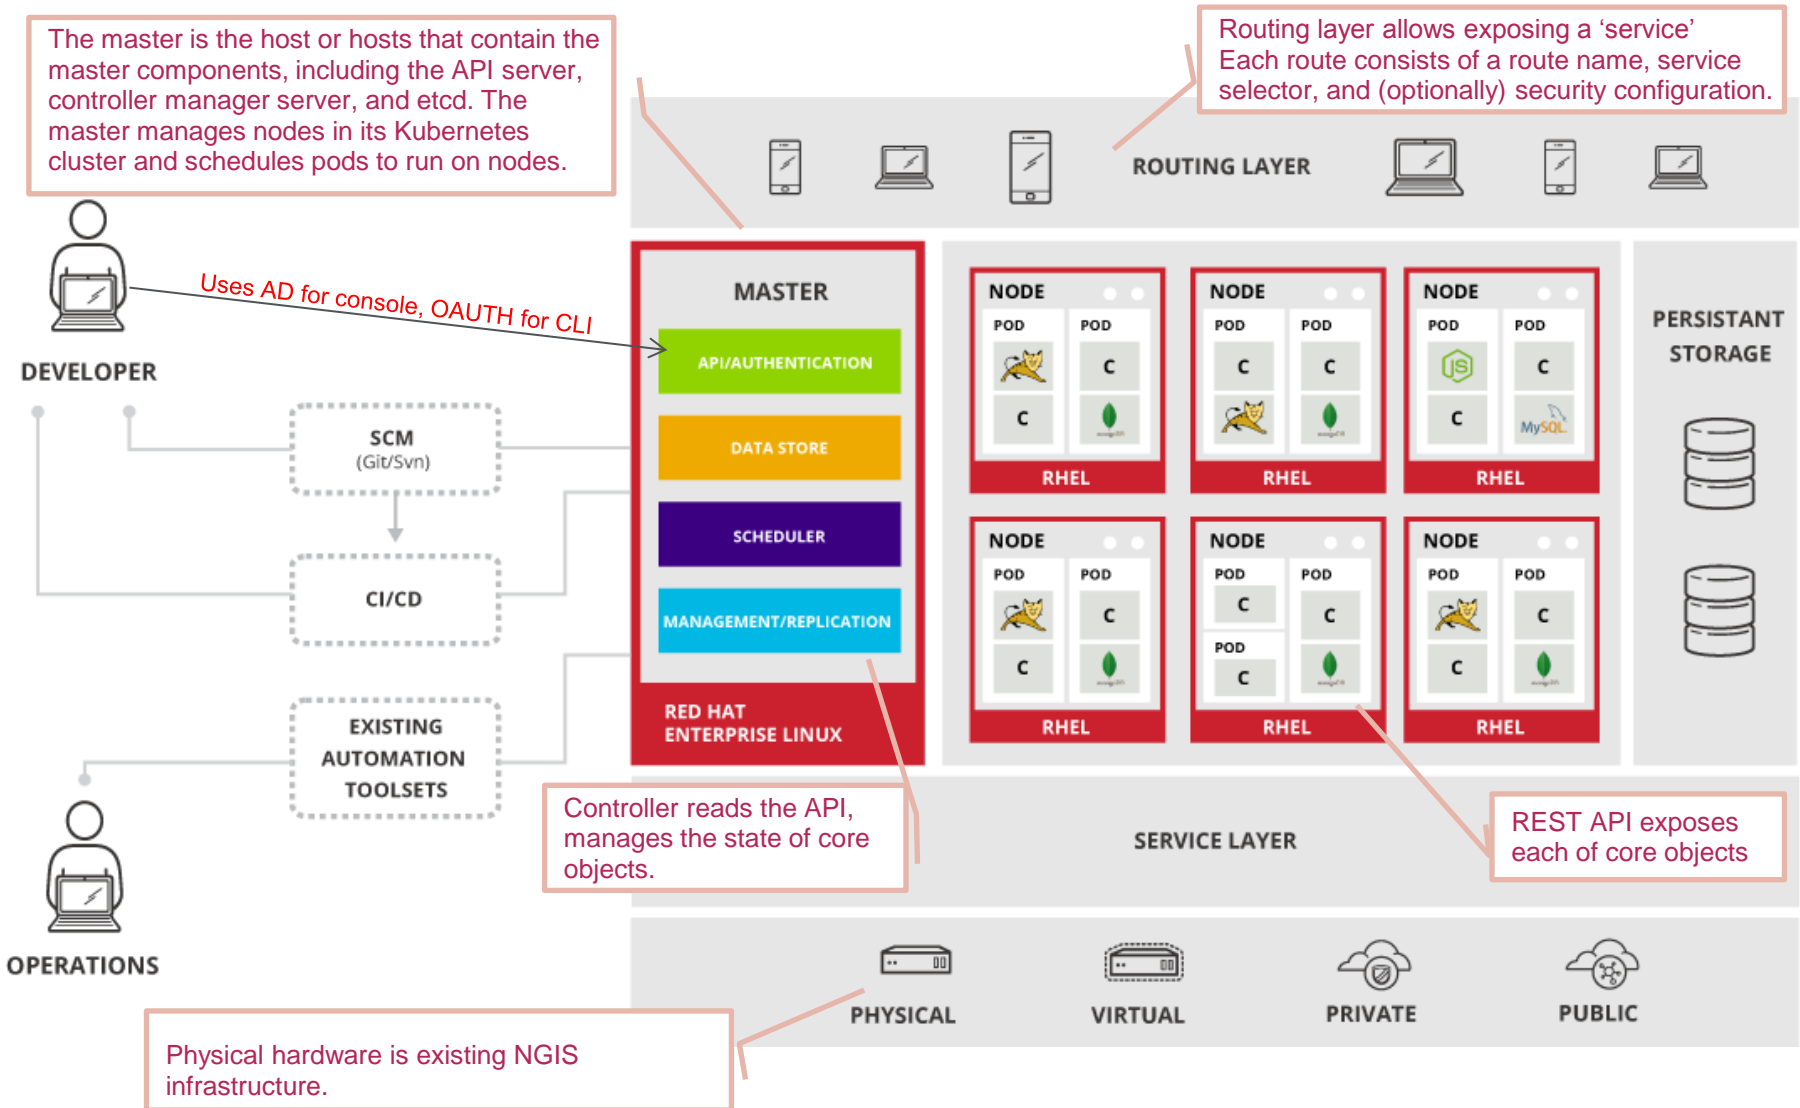 The master is the host or hosts that contain the
master components, including the API server,
controller manager server, and etcd. The
master manages nodes in its Kubernetes
cluster and schedules pods to run on nodes.
Routing layer allows exposing a ‘service’
Each route consists of a route name, service
selector, and (optionally) security configuration.
ROUTING LAYER
Uses AD for console, OAUTH for CLI
DEVELOPER
SCM
(Git/Svn)
CI/CD
EXISTING
AUTOMATION
TOOLSETS
OPERATIONS
MASTER
API/AUTHENTICATION
DATA STORE
SCHEDULER
MANAGEMENT/REPLICATION
RED HAT
ENTERPRISE LINUX
NODE
POD
POD
C
C
RHEL
NODE
POD
POD
C
C
RHEL
NODE
POD
POD
JS
C
C
MySQL
RHEL
NODE
POD
POD
C
C
RHEL
NODE
POD
POD
C
C
POD
C
RHEL
NODE
POD
POD
C
C
RHEL
PERSISTANT
STORAGE
Controller reads the API,
manages the state of core
objects.
SERVICE LAYER
REST API exposes
each of core objects
PHYSICAL
VIRTUAL
PRIVATE
PUBLIC
Physical hardware is existing NGIS
infrastructure.